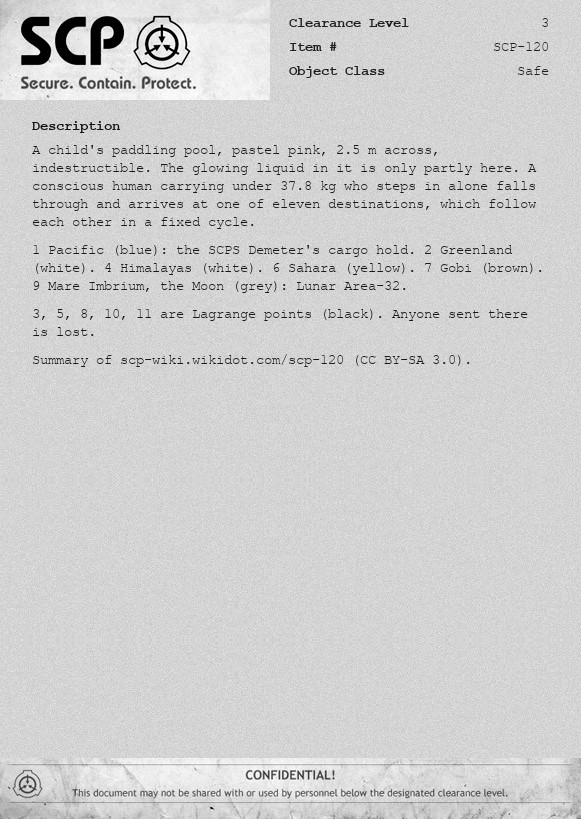 SCP
Secure. Contain. Protect.
Clearance Level 3
Item # SCP-120
Object Class Safe
Description
A child's paddling pool, pastel pink, 2.5 m across,
indestructible. The glowing liquid in it is only partly here. A
conscious human carrying under 37.8 kg who steps in alone falls
through and arrives at one of eleven destinations, which follow
each other in a fixed cycle.
1 Pacific (blue): the SCPS Demeter's cargo hold. 2 Greenland
(white). 4 Himalayas (white). 6 Sahara (yellow). 7 Gobi (brown).
9 Mare Imbrium, the Moon (grey): Lunar Area-32.
3, 5, 8, 10, 11 are Lagrange points (black). Anyone sent there
is lost.
Summary of scp-wiki.wikidot.com/scp-120 (CC BY-SA 3.0).
CONFIDENTIAL!
This document may not be shared with or used by personnel below the designated clearance level.